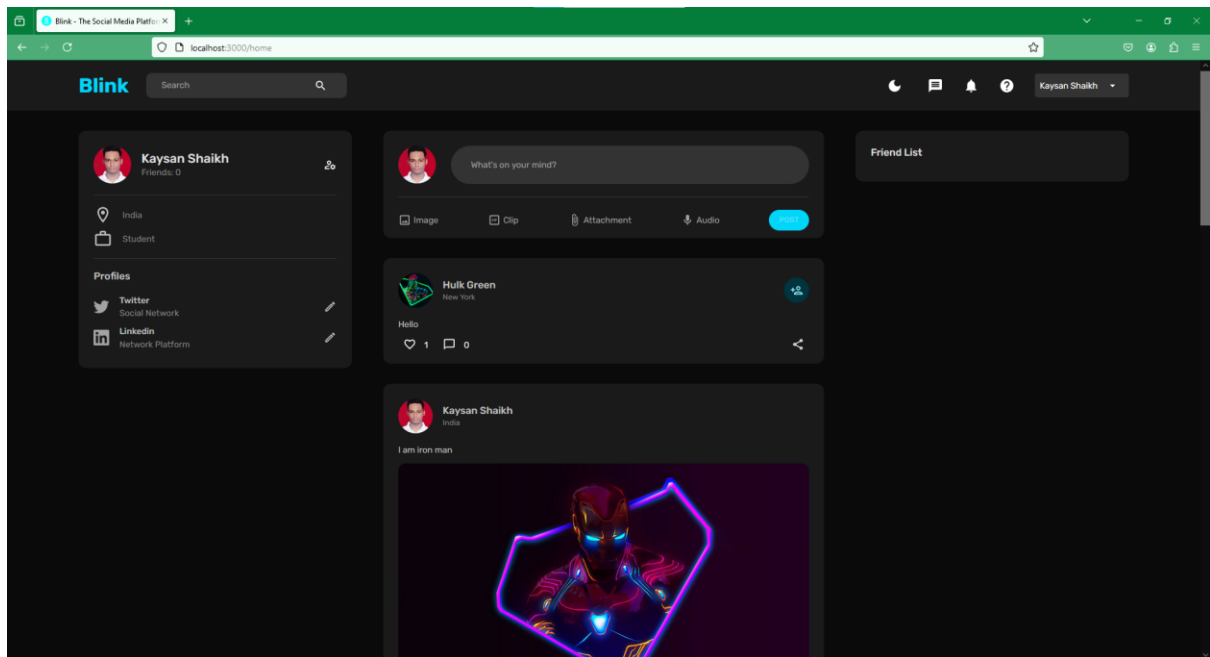 Blink - The Social Media Platfor
localhost:3000/home
Blink
Search
Kaysan Shaikh
Kaysan Shaikh
Friends: 0
India
Student
Profiles
Twitter
Social Network
Linkedin
Network Platform
What's on your mind?
Image
Clip
Attachment
Audio
POST
Hulk Green
New York
Hello
1
0
Kaysan Shaikh
India
I am iron man
Friend List